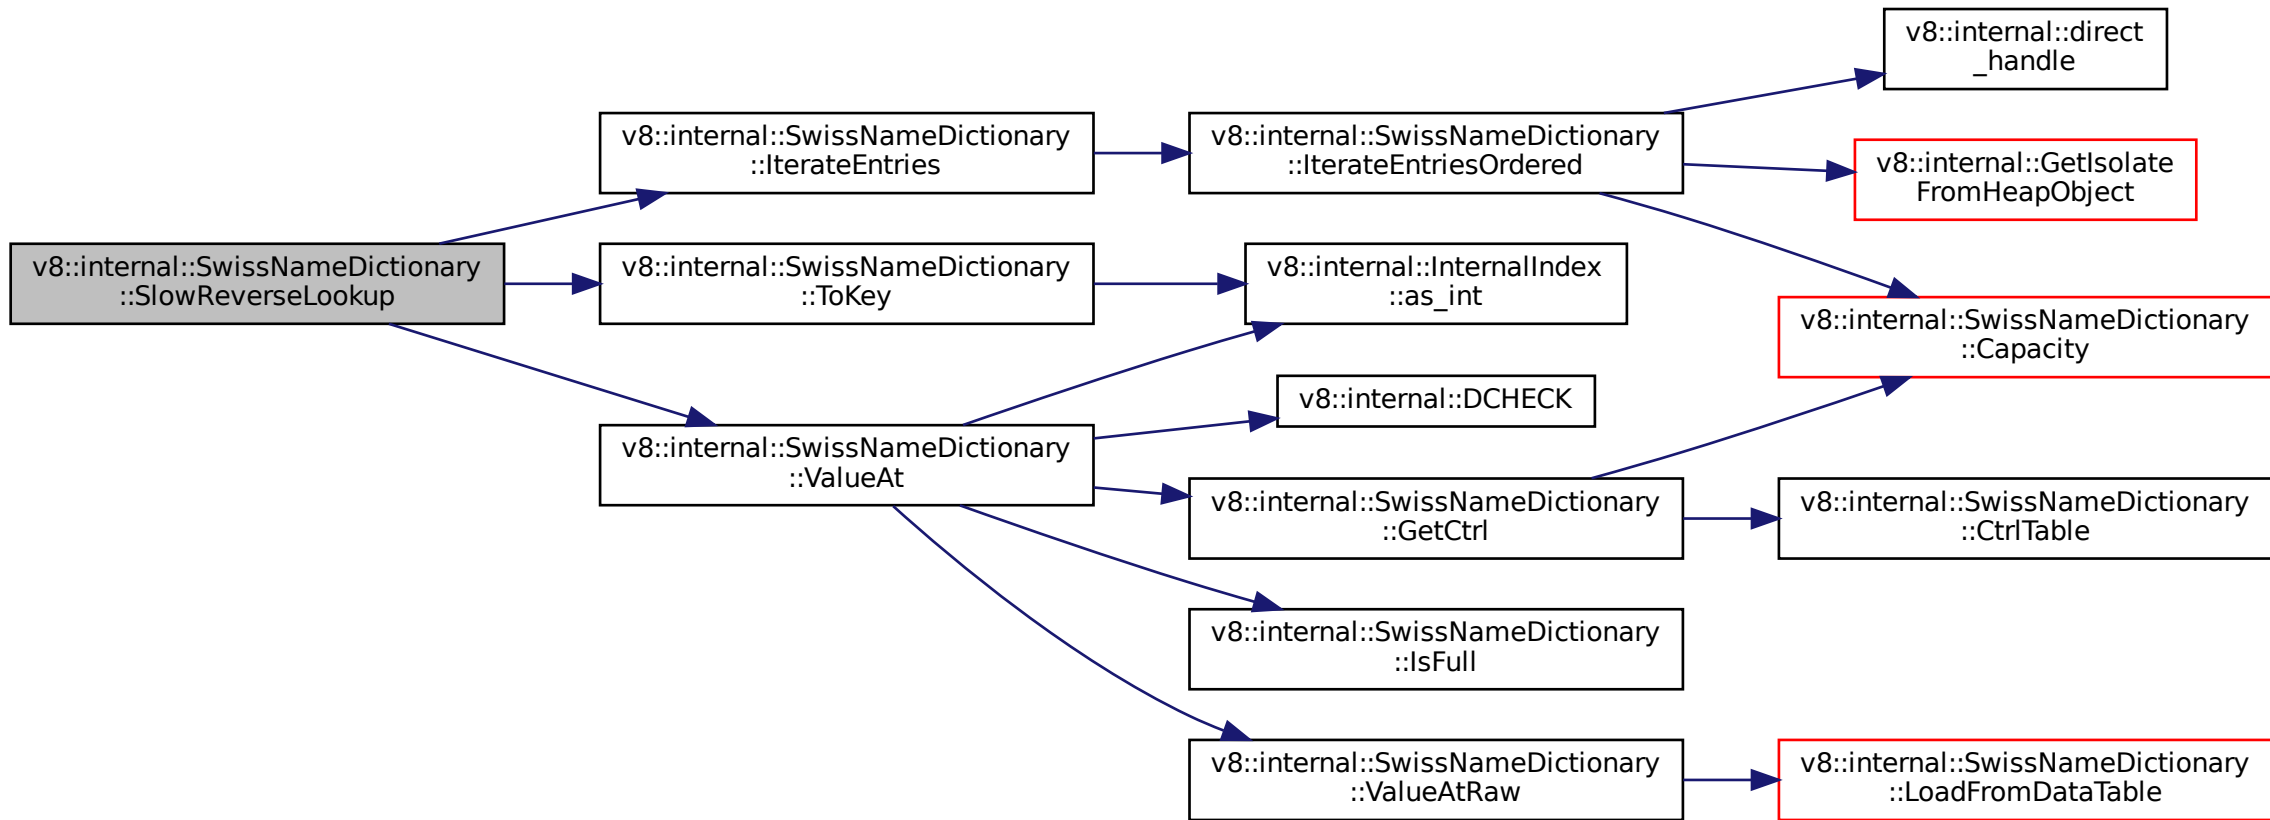 v8::internal::SwissNameDictionary
::SlowReverseLookup
v8::internal::SwissNameDictionary
::IterateEntries
v8::internal::SwissNameDictionary
::ToKey
v8::internal::SwissNameDictionary
::ValueAt
v8::internal::SwissNameDictionary
::IterateEntriesOrdered
v8::internal::InternalIndex
::as_int
v8::internal::DCHECK
v8::internal::SwissNameDictionary
::GetCtrl
v8::internal::SwissNameDictionary
::IsFull
v8::internal::SwissNameDictionary
::ValueAtRaw
v8::internal::direct
_handle
v8::internal::GetIsolate
FromHeapObject
v8::internal::SwissNameDictionary
::Capacity
v8::internal::SwissNameDictionary
::CtrlTable
v8::internal::SwissNameDictionary
::LoadFromDataTable